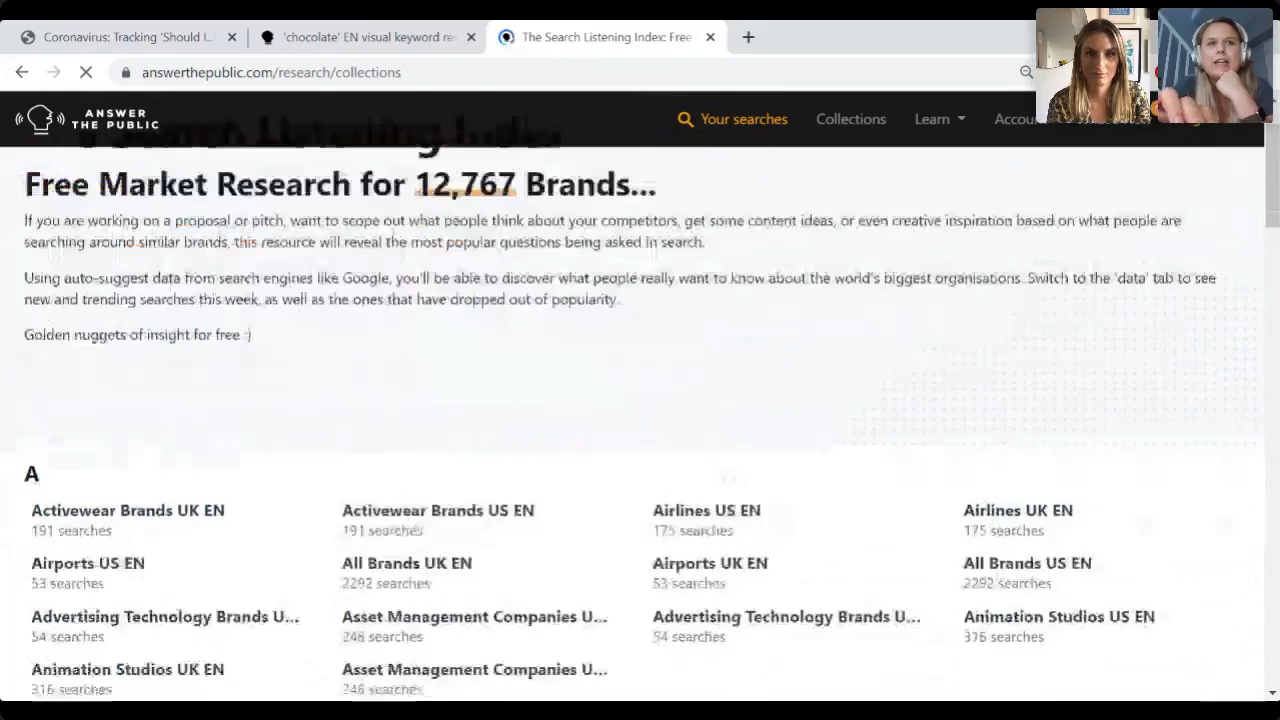 Coronavirus: Tracking 'Should I...
'chocolate' EN visual keyword re
The Search Listening Index: Free
answerthepublic.com/research/collections
ANSWER
THE PUBLIC
Your searches
Collections
Learn
Accou
Free Market Research for 12,767 Brands...
If you are working on a proposal or pitch, want to scope out what people think about your competitors, get some content ideas, or even creative inspiration based on what people are
searching around similar brands, this resource will reveal the most popular questions being asked in search.
Using auto-suggest data from search engines like Google, you'll be able to discover what people really want to know about the world's biggest organisations. Switch to the 'data' tab to see
new and trending searches this week, as well as the ones that have dropped out of popularity.
Golden nuggets of insight for free :)
A
Activewear Brands UK EN
191 searches
Activewear Brands US EN
191 searches
Airlines US EN
175 searches
Airlines UK EN
175 searches
Airports US EN
53 searches
All Brands UK EN
2292 searches
Airports UK EN
53 searches
All Brands US EN
2292 searches
Advertising Technology Brands U...
54 searches
Asset Management Companies U...
246 searches
Advertising Technology Brands U...
54 searches
Animation Studios US EN
316 searches
Animation Studios UK EN
316 searches
Asset Management Companies U...
246 searches